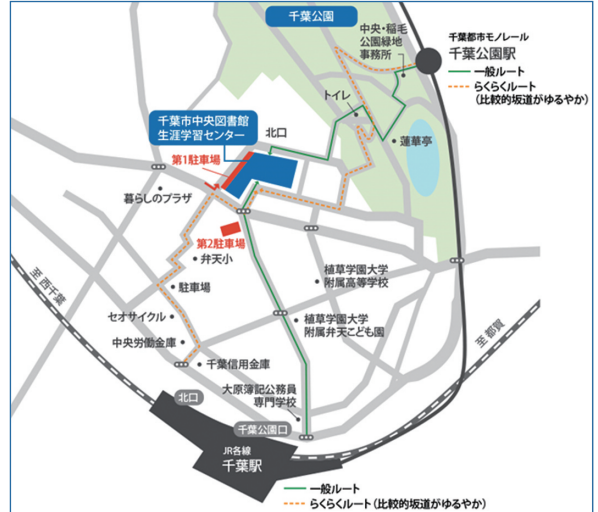 千葉公園
中央・稲毛
公園緑地
事務所
千葉都市モノレール
千葉公園駅
一般ルート
らくらくルート
(比較的坂道がゆるやか)
トイレ
千葉市中央図書館
生涯学習センター
北口
蓮華亭
第1駐車場
暮らしのプラザ
第2駐車場
弁天小
植草学園大学
附属高等学校
至西千葉
駐車場
セオサイクル
植草学園大学
附属弁天こども園
至都賀
中央労働金庫
千葉信用金庫
大原簿記公務員
専門学校
北口
千葉公園口
JR各線
千葉駅
一般ルート
らくらくルート(比較的坂道がゆるやか)